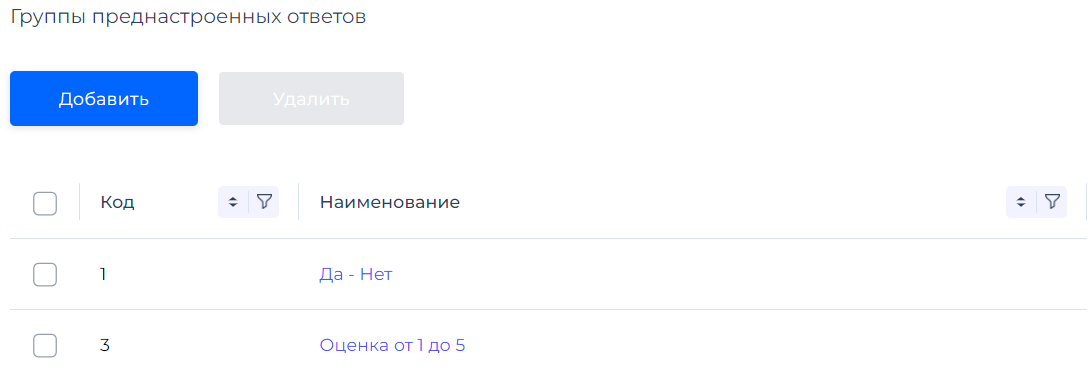 Группы преднастроенных ответов
Добавить Удалить
Код Наименование
1 Да - Нет
3 Оценка от 1 до 5